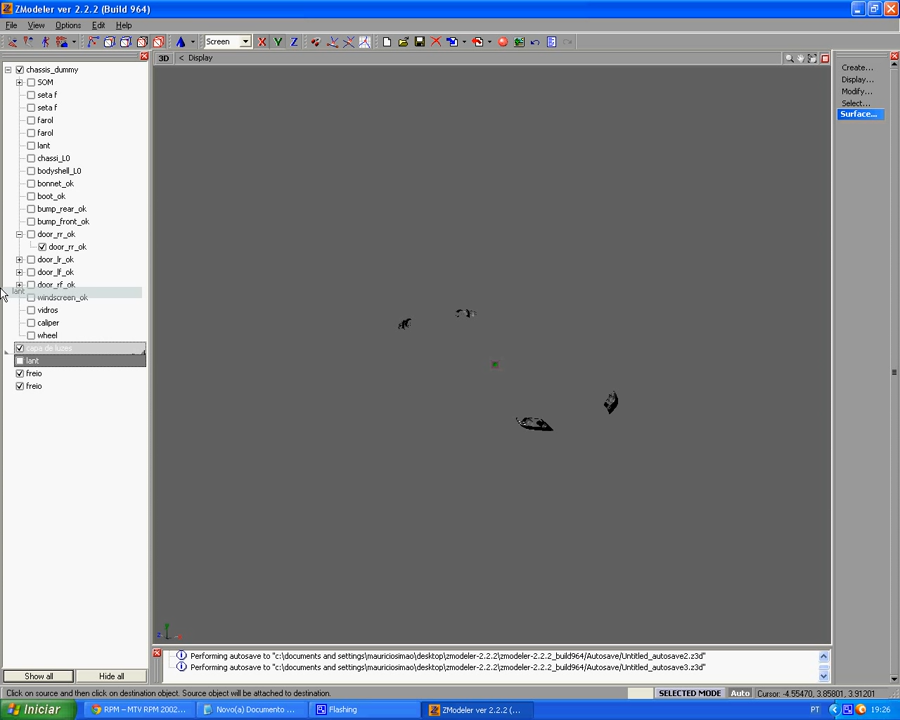 ZModeler ver 2.2.2 (Build 964)
File View Options Edit Help
Screen X Y Z
3D < Display
chassis_dummy
SOM
seta f
seta f
farol
farol
lant
chassi_L0
bodyshell_L0
bonnet_ok
boot_ok
bump_rear_ok
bump_front_ok
door_rr_ok
door_rr_ok
door_lr_ok
door_lf_ok
door_rf_ok
lant
windscreen_ok
vidros
caliper
wheel
capa de luzes
lant
freio
freio
Create...
Display...
Modify...
Select...
Surface...
Show all Hide all
Performing autosave to "c:\documents and settings\mauriciosimao\desktop\zmodeler-2.2.2\zmodeler-2.2.2_build964/Autosave/Untitled_autosave2.z3d"
Performing autosave to "c:\documents and settings\mauriciosimao\desktop\zmodeler-2.2.2\zmodeler-2.2.2_build964/Autosave/Untitled_autosave3.z3d"
Click on source and then click on destination object. Source object will be attached to destination. SELECTED MODE Auto Cursor: -4.55470, 3.85801, 3.91201
Iniciar RPM – MTV RPM 2002... Novo(a) Documento ... Flashing ZModeler ver 2.2.2 (... PT 19:26